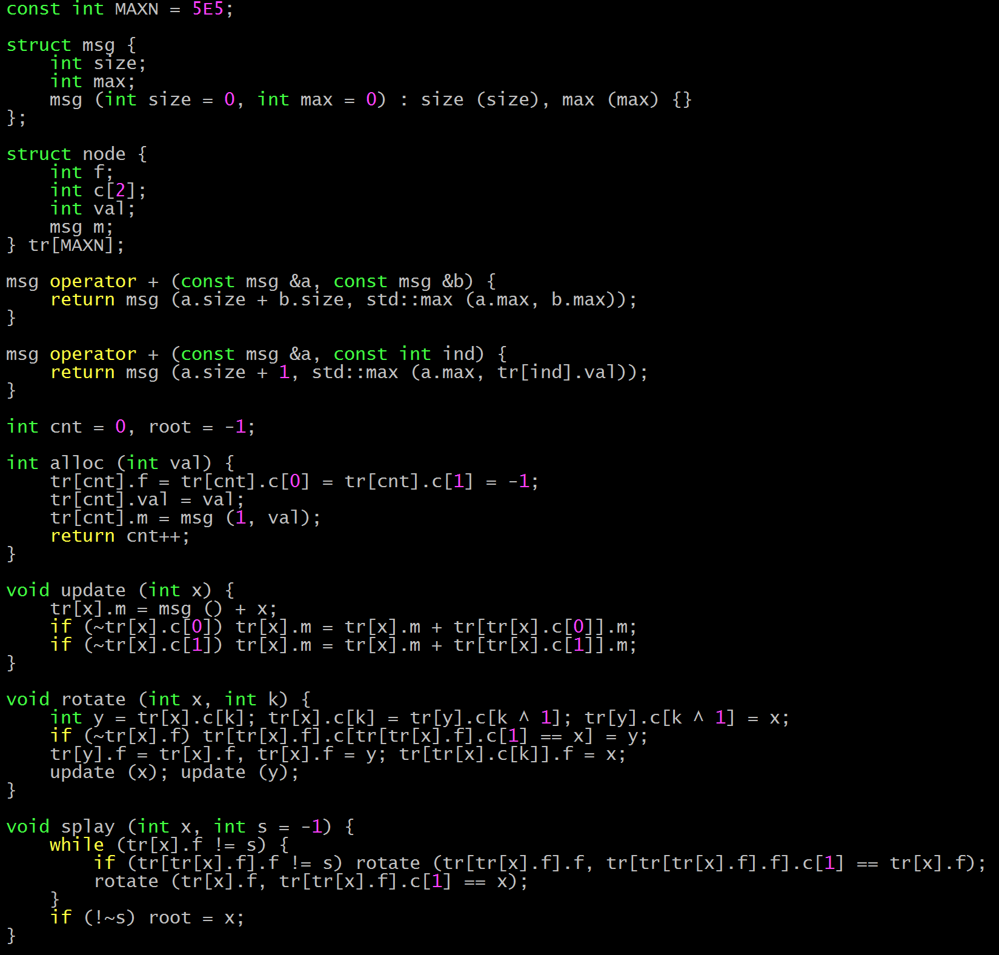 const int MAXN = 5E5;

struct msg {
    int size;
    int max;
    msg (int size = 0, int max = 0) : size (size), max (max) {}
};

struct node {
    int f;
    int c[2];
    int val;
    msg m;
} tr[MAXN];

msg operator + (const msg &a, const msg &b) {
    return msg (a.size + b.size, std::max (a.max, b.max));
}

msg operator + (const msg &a, const int ind) {
    return msg (a.size + 1, std::max (a.max, tr[ind].val));
}

int cnt = 0, root = -1;

int alloc (int val) {
    tr[cnt].f = tr[cnt].c[0] = tr[cnt].c[1] = -1;
    tr[cnt].val = val;
    tr[cnt].m = msg (1, val);
    return cnt++;
}

void update (int x) {
    tr[x].m = msg () + x;
    if (~tr[x].c[0]) tr[x].m = tr[x].m + tr[tr[x].c[0]].m;
    if (~tr[x].c[1]) tr[x].m = tr[x].m + tr[tr[x].c[1]].m;
}

void rotate (int x, int k) {
    int y = tr[x].c[k]; tr[x].c[k] = tr[y].c[k ^ 1]; tr[y].c[k ^ 1] = x;
    if (~tr[x].f) tr[tr[x].f].c[tr[tr[x].f].c[1] == x] = y;
    tr[y].f = tr[x].f, tr[x].f = y; tr[tr[x].c[k]].f = x;
    update (x); update (y);
}

void splay (int x, int s = -1) {
    while (tr[x].f != s) {
        if (tr[tr[x].f].f != s) rotate (tr[tr[x].f].f, tr[tr[tr[x].f].f].c[1] == tr[x].f);
        rotate (tr[x].f, tr[tr[x].f].c[1] == x);
    }
    if (!~s) root = x;
}